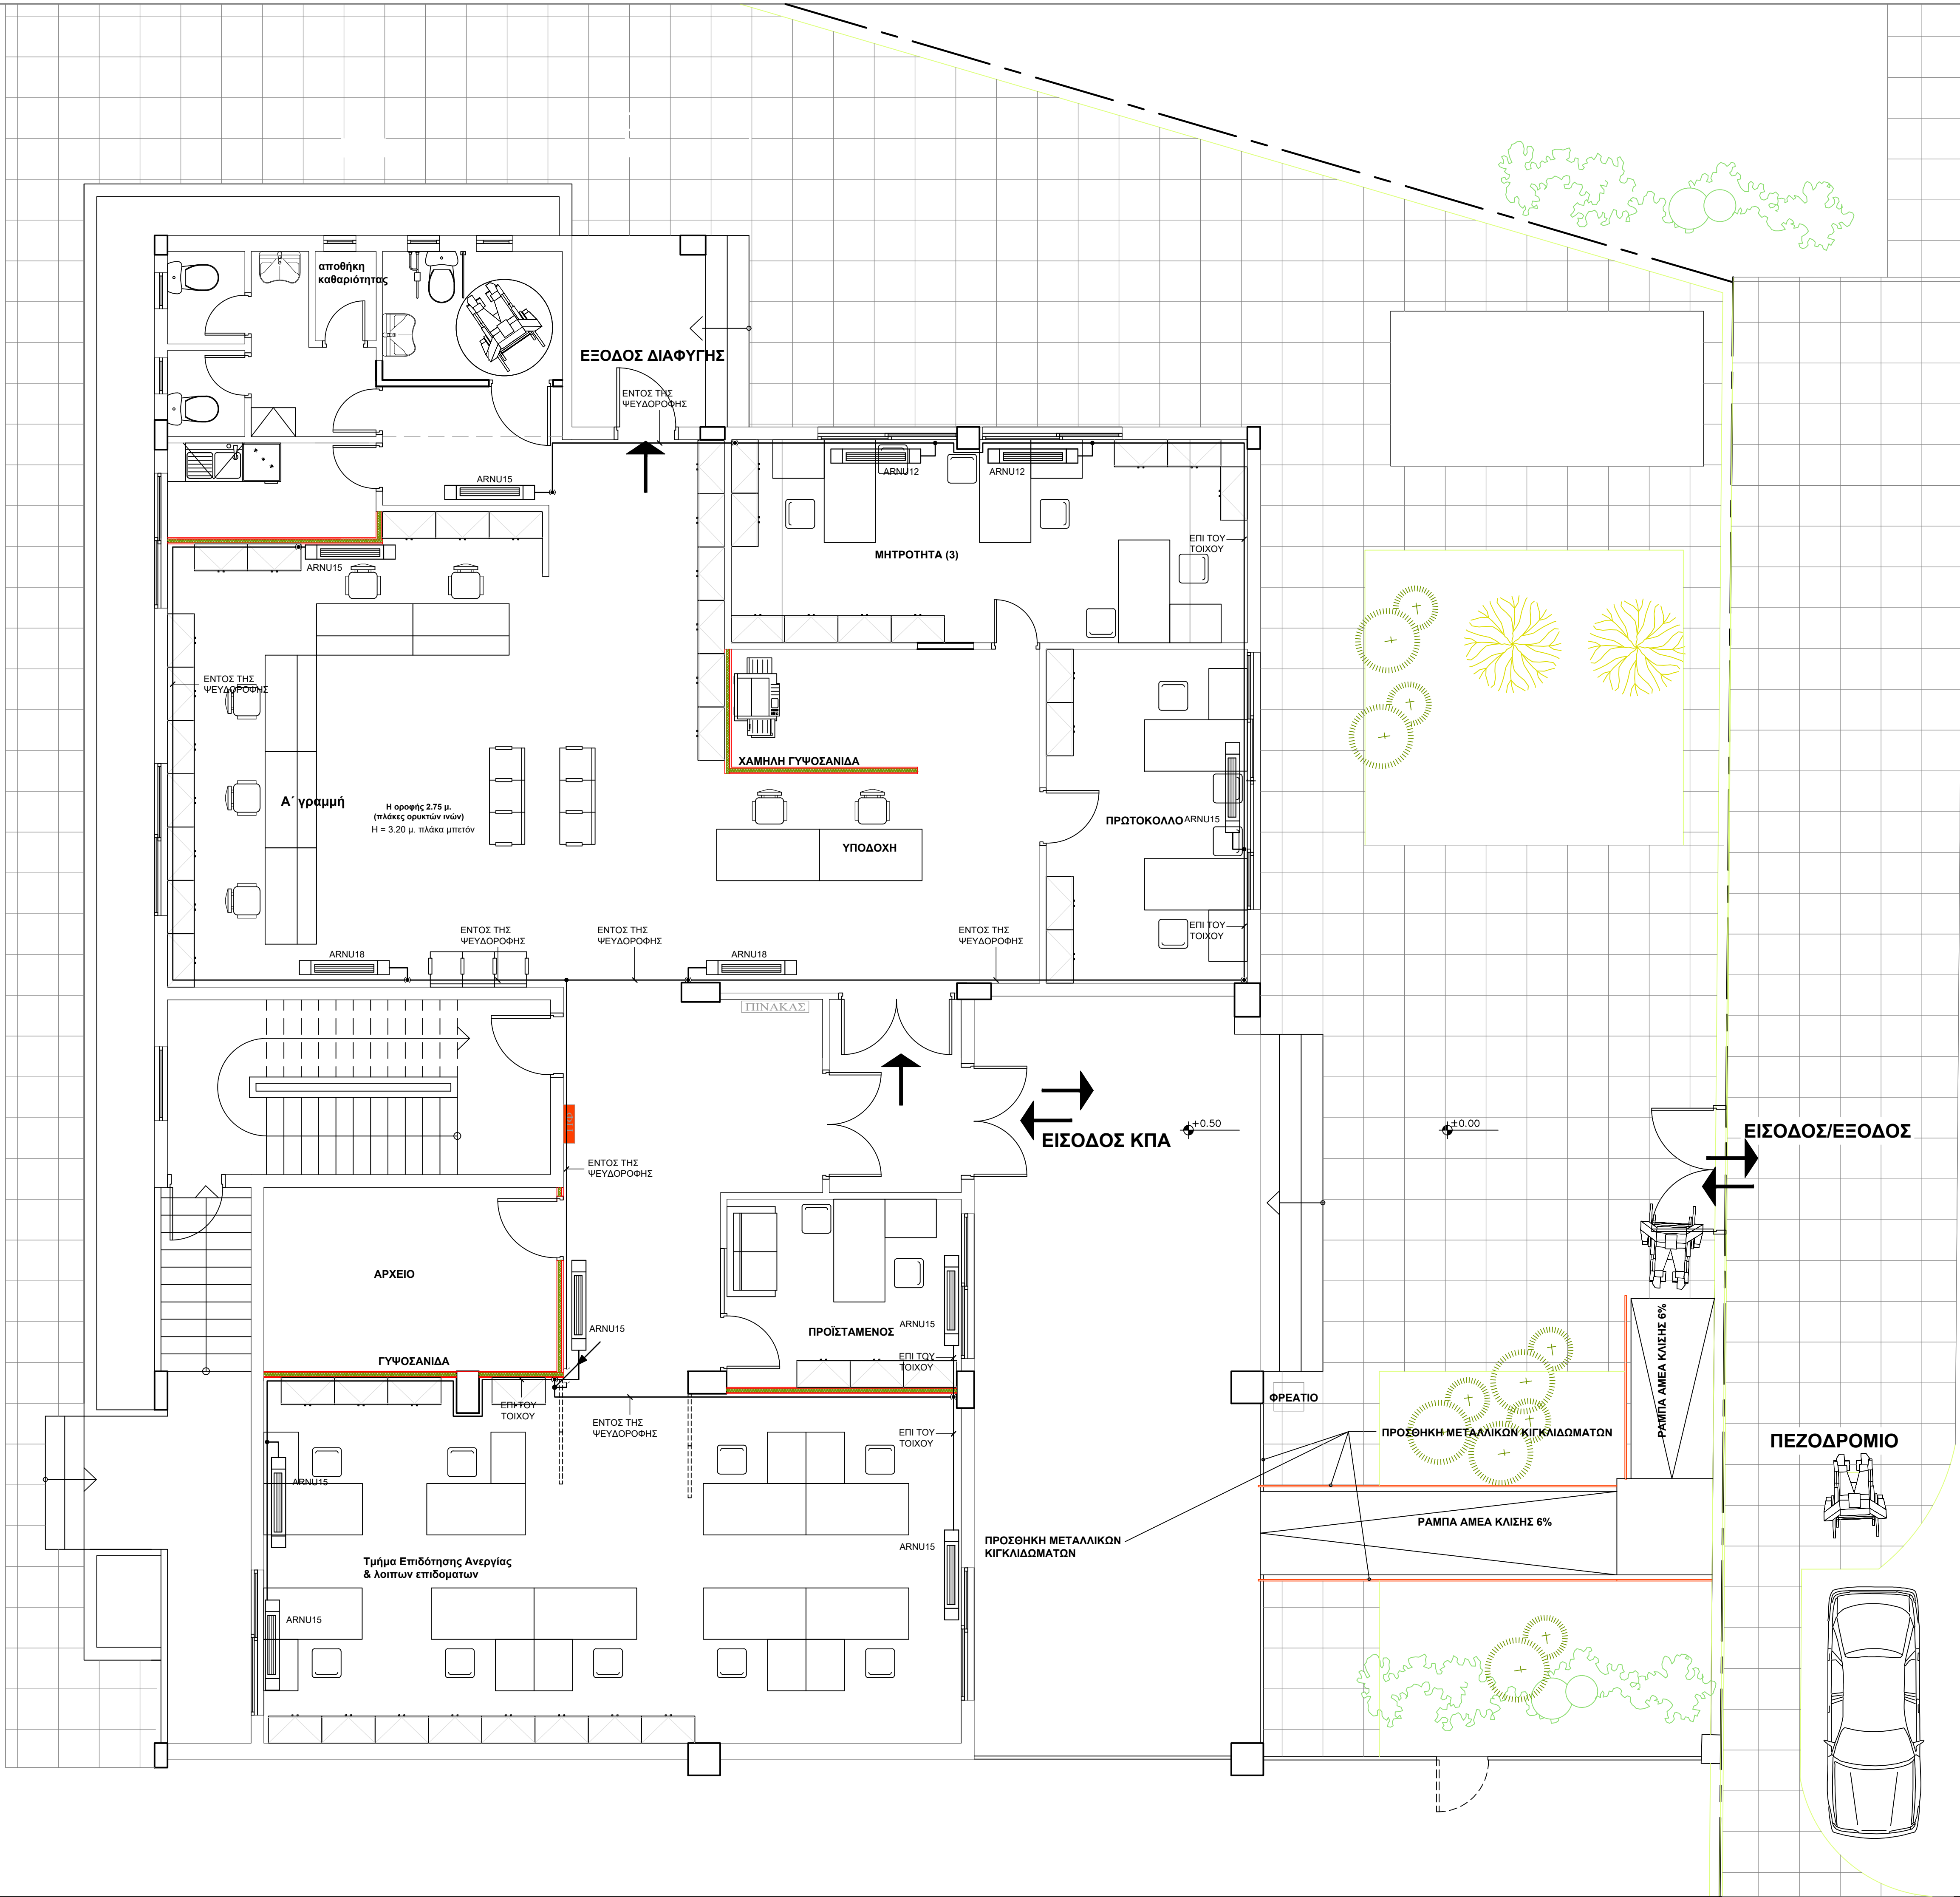 αποθήκη
καθαριότητας
ΕΞΟΔΟΣ ΔΙΑΦΥΓΗΣ
ΕΝΤΟΣ ΤΗΣ
ΨΕΥΔΟΡΟΦΗΣ
ARNU15
ARNU12
ARNU12
ΕΠΙ ΤΟΥ
ΤΟΙΧΟΥ
ΜΗΤΡΟΤΗΤΑ (3)
ARNU15
ΕΝΤΟΣ ΤΗΣ
ΨΕΥΔΟΡΟΦΗΣ
ΧΑΜΗΛΗ ΓΥΨΟΣΑΝΙΔΑ
Α΄ γραμμή
Η οροφής 2.75 μ.
(πλάκες ορυκτών ινών)
Η = 3.20 μ. πλάκα μπετόν
ΠΡΩΤΟΚΟΛΛΟ
ARNU15
ΥΠΟΔΟΧΗ
ΕΝΤΟΣ ΤΗΣ
ΨΕΥΔΟΡΟΦΗΣ
ΕΝΤΟΣ ΤΗΣ
ΨΕΥΔΟΡΟΦΗΣ
ΕΝΤΟΣ ΤΗΣ
ΨΕΥΔΟΡΟΦΗΣ
ΕΠΙ ΤΟΥ
ΤΟΙΧΟΥ
ARNU18
ARNU18
ΠΙΝΑΚΑΣ
ΕΙΣΟΔΟΣ ΚΠΑ
+0.50
±0.00
ΕΙΣΟΔΟΣ/ΕΞΟΔΟΣ
ΕΝΤΟΣ ΤΗΣ
ΨΕΥΔΟΡΟΦΗΣ
ΑΡΧΕΙΟ
ARNU15
ΠΡΟΪΣΤΑΜΕΝΟΣ
ARNU15
ΕΠΙ ΤΟΥ
ΤΟΙΧΟΥ
ΓΥΨΟΣΑΝΙΔΑ
ΡΑΜΠΑ ΑΜΕΑ ΚΛΙΣΗΣ 6%
ΦΡΕΑΤΙΟ
ΕΠΙ ΤΟΥ
ΤΟΙΧΟΥ
ΕΝΤΟΣ ΤΗΣ
ΨΕΥΔΟΡΟΦΗΣ
ΕΠΙ ΤΟΥ
ΤΟΙΧΟΥ
ΠΡΟΣΘΗΚΗ ΜΕΤΑΛΛΙΚΩΝ ΚΙΓΚΛΙΔΩΜΑΤΩΝ
ΠΕΖΟΔΡΟΜΙΟ
ARNU15
ΡΑΜΠΑ ΑΜΕΑ ΚΛΙΣΗΣ 6%
ΠΡΟΣΘΗΚΗ ΜΕΤΑΛΛΙΚΩΝ
ΚΙΓΚΛΙΔΩΜΑΤΩΝ
ARNU15
Τμήμα Επιδότησης Ανεργίας
& λοιπων επιδοματων
ARNU15